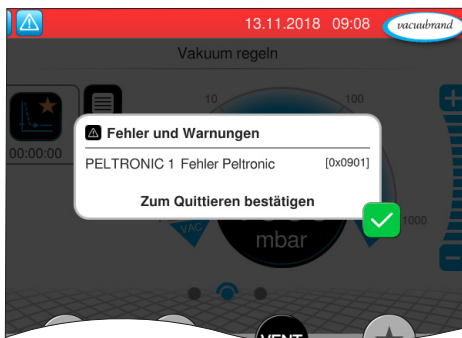 13.11.2018 09:08
vacuubrand
Vakuum regeln
10
100
00:00:00
Fehler und Warnungen
PELTRONIC 1 Fehler Peltronic [0x0901]
Zum Quittieren bestätigen
1000
VAC
mbar
VENT